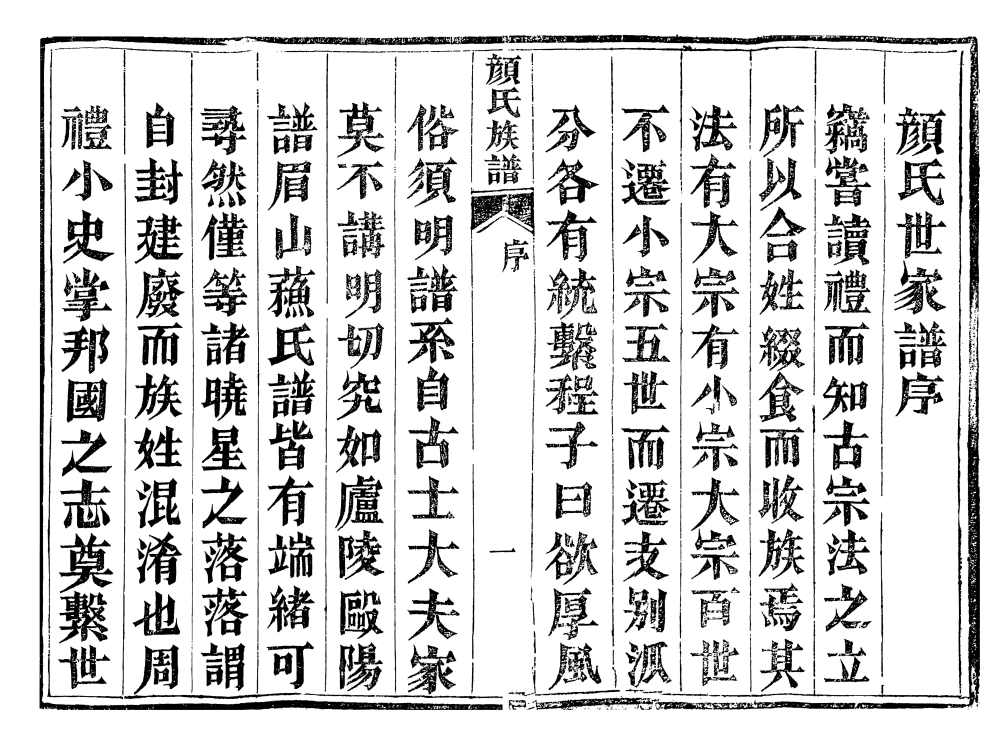 顏氏世家譜序
竊嘗讀禮而知古宗法之立
所以合姓綴食而收族焉其
法有大宗有小宗大宗百世
不遷小宗五世而遷支別派
分各有統繫程子曰欲厚風
顏氏族譜
序
一
俗須明譜系自古士大夫家
莫不講明切究如廬陵歐陽
譜眉山蘓氏譜皆有端緒可
尋然僅等諸曉星之落落謂
自封建廢而族姓混淆也周
禮小史掌邦國之志奠繫世